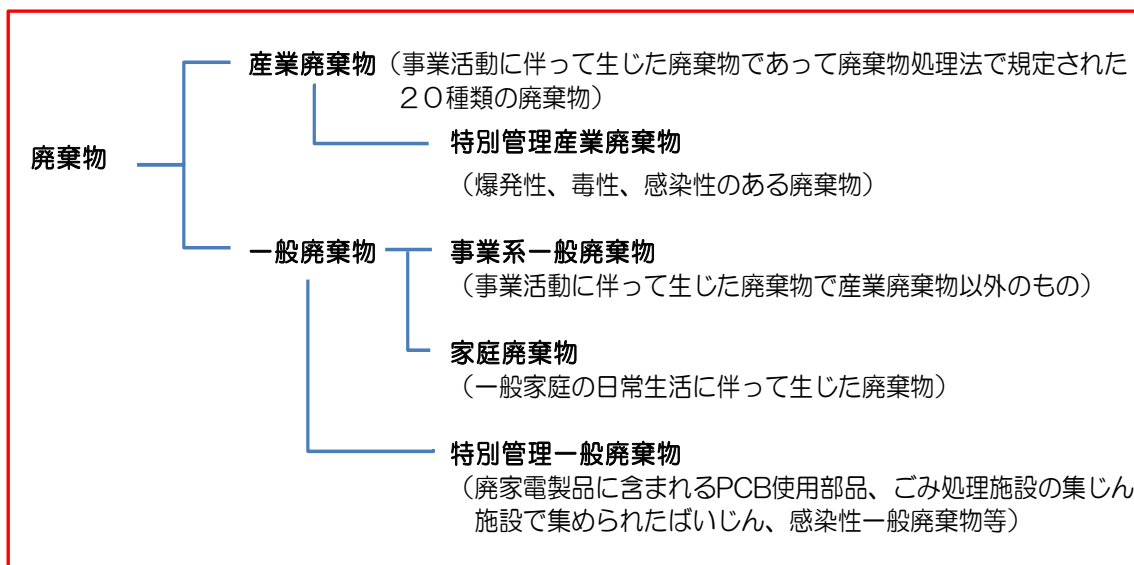 産業廃棄物（事業活動に伴って生じた廃棄物であって廃棄物処理法で規定された
２０種類の廃棄物）
特別管理産業廃棄物
廃棄物
（爆発性、毒性、感染性のある廃棄物）
一般廃棄物
事業系一般廃棄物
（事業活動に伴って生じた廃棄物で産業廃棄物以外のもの）
家庭廃棄物
（一般家庭の日常生活に伴って生じた廃棄物）
特別管理一般廃棄物
（廃家電製品に含まれるPCB使用部品、ごみ処理施設の集じん
施設で集められたばいじん、感染性一般廃棄物等）